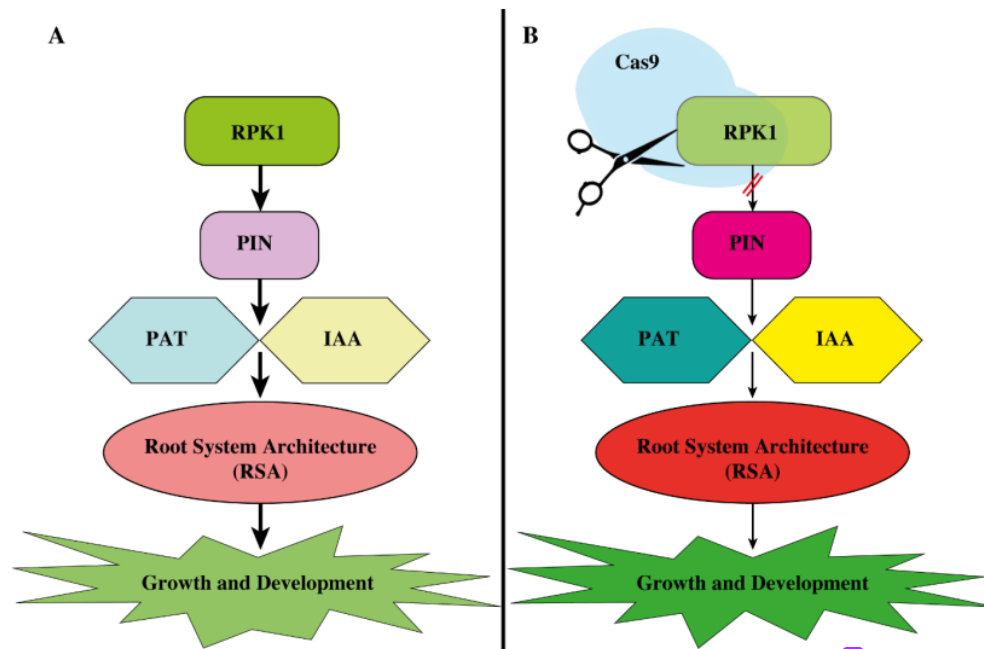 A
RPK1
PIN
PAT
IAA
Root System Architecture
(RSA)
Growth and Development
B
Cas9
RPK1
PIN
PAT
IAA
Root System Architecture
(RSA)
Growth and Development